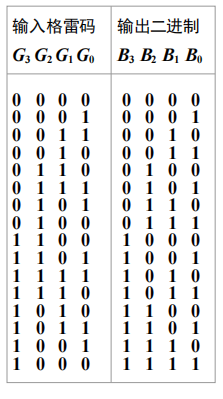 输入格雷码 输出二进制
G₃ G₂ G₁ G₀ B₃ B₂ B₁ B₀
0 0 0 0 0 0 0 0
0 0 0 1 0 0 0 1
0 0 1 1 0 0 1 0
0 0 1 0 0 0 1 1
0 1 1 0 0 1 0 0
0 1 1 1 0 1 0 1
0 1 0 1 0 1 1 0
0 1 0 0 0 1 1 1
1 1 0 0 1 0 0 0
1 1 0 1 1 0 0 1
1 1 1 1 1 0 1 0
1 1 1 0 1 0 1 1
1 0 1 0 1 1 0 0
1 0 1 1 1 1 0 1
1 0 0 1 1 1 1 0
1 0 0 0 1 1 1 1